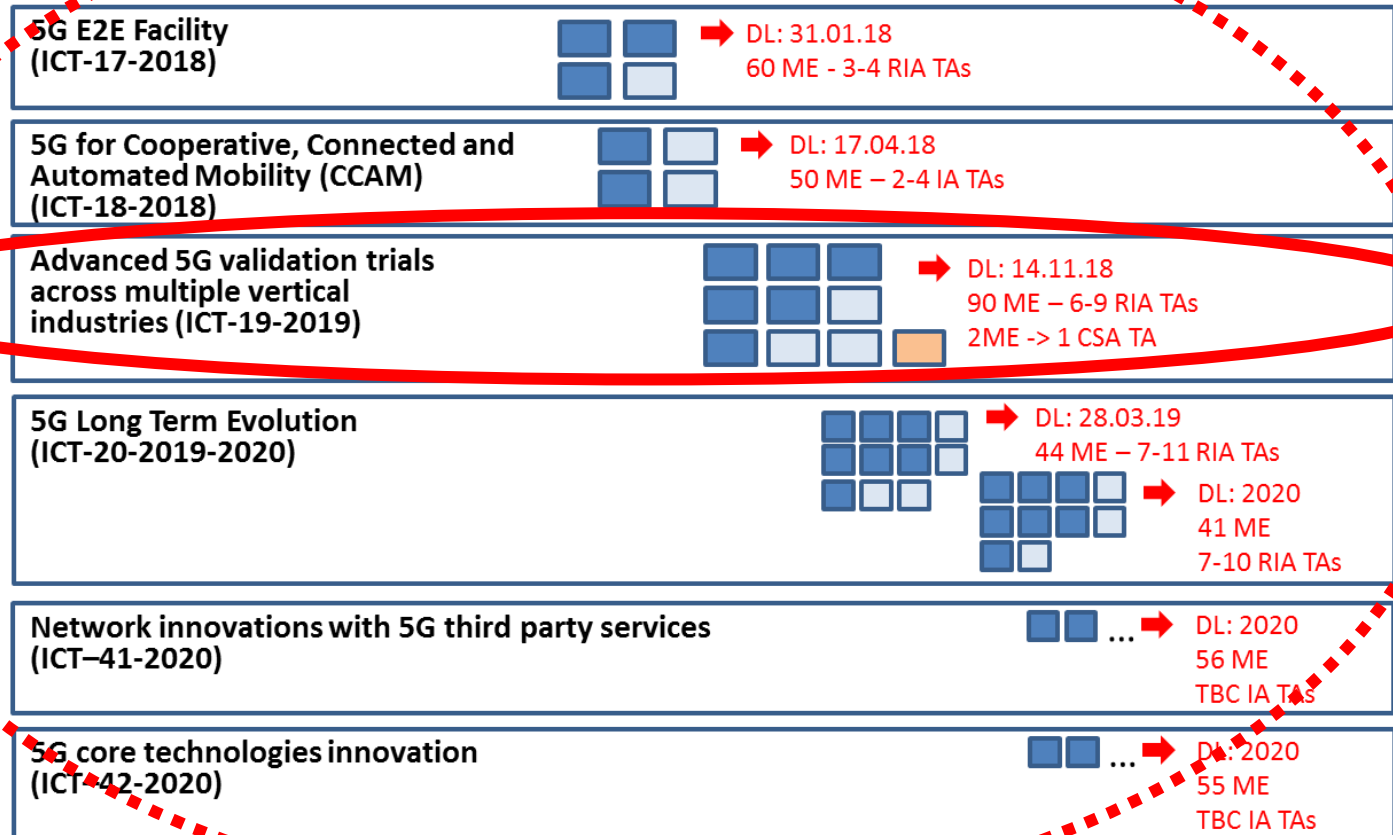 5G E2E Facility
(ICT-17-2018)
DL: 31.01.18
60 ME - 3-4 RIA TAs
5G for Cooperative, Connected and
Automated Mobility (CCAM)
(ICT-18-2018)
DL: 17.04.18
50 ME – 2-4 IA TAs
Advanced 5G validation trials
across multiple vertical
industries (ICT-19-2019)
DL: 14.11.18
90 ME – 6-9 RIA TAs
2ME -> 1 CSA TA
5G Long Term Evolution
(ICT-20-2019-2020)
DL: 28.03.19
44 ME – 7-11 RIA TAs
DL: 2020
41 ME
7-10 RIA TAs
Network innovations with 5G third party services
(ICT–41-2020)
...
DL: 2020
56 ME
TBC IA TAs
5G core technologies innovation
(ICT–42-2020)
...
DL: 2020
55 ME
TBC IA TAs